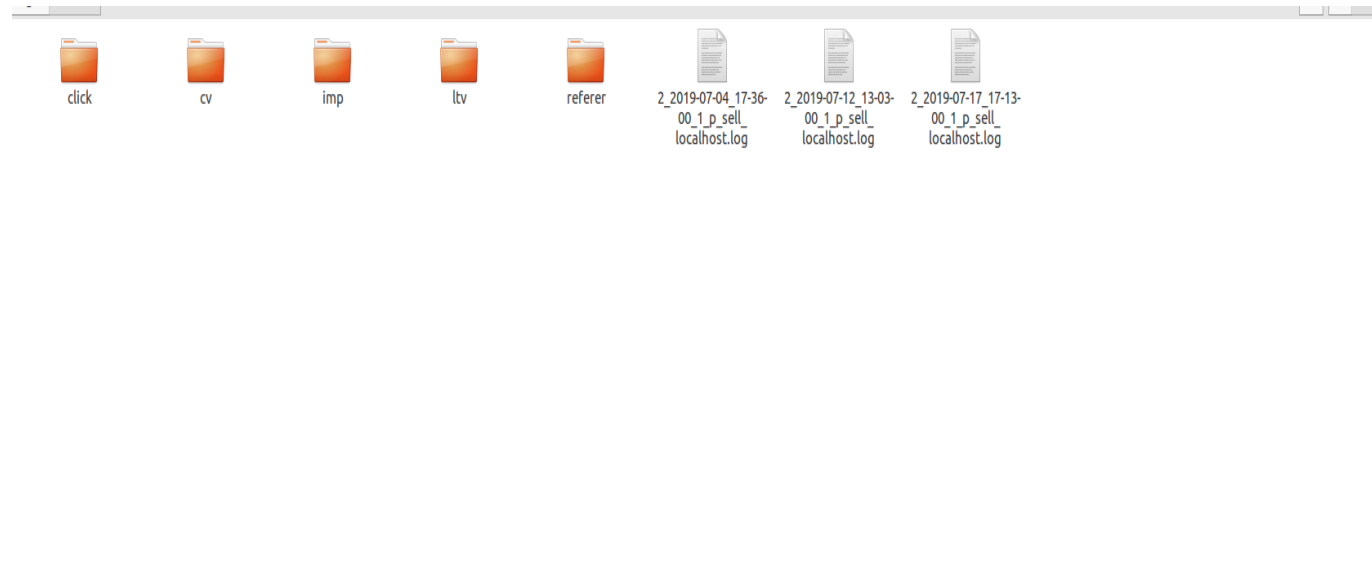 click
cv
imp
ltv
referer
2_2019-07-04_17-36-
00_1_p_sell_
localhost.log
2_2019-07-12_13-03-
00_1_p_sell_
localhost.log
2_2019-07-17_17-13-
00_1_p_sell_
localhost.log